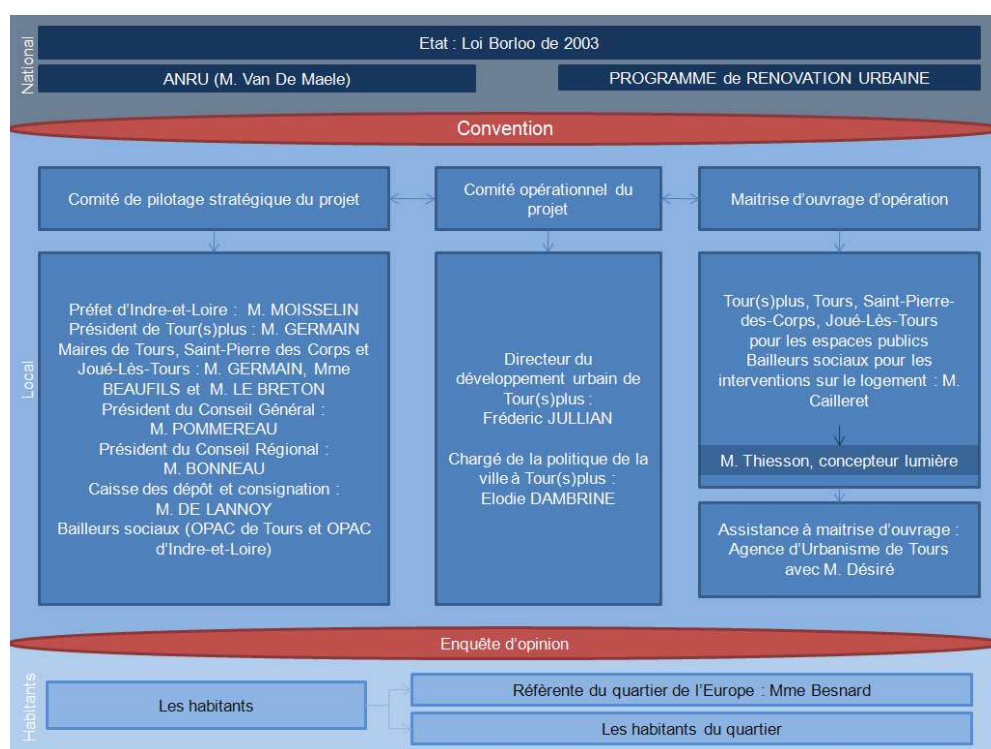 National
Etat : Loi Borloo de 2003
ANRU (M. Van De Maele)
PROGRAMME de RENOVATION URBAINE
Convention
Local
Comité de pilotage stratégique du projet
Comité opérationnel du
projet
Maitrise d'ouvrage d'opération
Préfet d'Indre-et-Loire : M. MOISSELIN
Président de Tour(s)plus : M. GERMAIN
Maires de Tours, Saint-Pierre des Corps et
Joué-Lès-Tours : M. GERMAIN, Mme
BEAUFILS et M. LE BRETON
Président du Conseil Général :
M. POMMEREAU
Président du Conseil Régional :
M. BONNEAU
Caisse des dépôt et consignation :
M. DE LANNOY
Bailleurs sociaux (OPAC de Tours et OPAC
d'Indre-et-Loire)
Directeur du
développement urbain de
Tour(s)plus :
Fréderic JULLIAN
Chargé de la politique de la
ville à Tour(s)plus :
Elodie DAMBRINE
Tour(s)plus, Tours, Saint-Pierre-
des-Corps, Joué-Lès-Tours
pour les espaces publics
Bailleurs sociaux pour les
interventions sur le logement : M.
Cailleret
M. Thiesson, concepteur lumière
Assistance à maitrise d'ouvrage :
Agence d'Urbanisme de Tours
avec M. Désiré
Enquête d'opinion
Habitants
Les habitants
Réfèrente du quartier de l'Europe : Mme Besnard
Les habitants du quartier